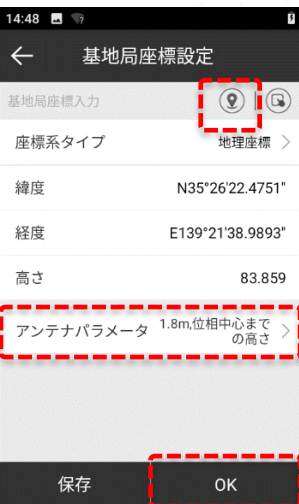 14:48
基地局座標設定
基地局座標入力
座標系タイプ 地理座標
緯度 N35°26'22.4751"
経度 E139°21'38.9893"
高さ 83.859
アンテナパラメータ 1.8m,位相中心まで
の高さ
保存 OK